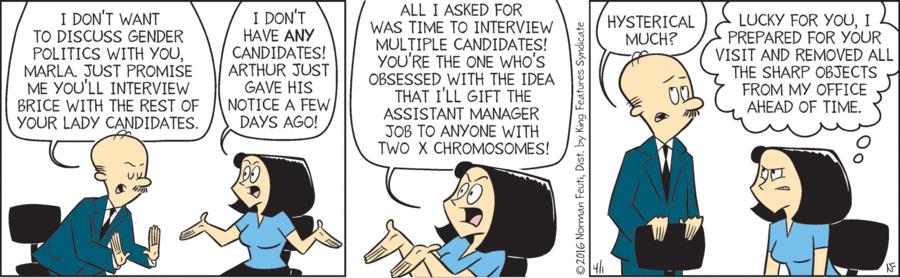 I DON'T WANT
TO DISCUSS GENDER
POLITICS WITH YOU,
MARLA. JUST PROMISE
ME YOU'LL INTERVIEW
BRICE WITH THE REST OF
YOUR LADY CANDIDATES.
I DON'T
HAVE ANY
CANDIDATES!
ARTHUR JUST
GAVE HIS
NOTICE A FEW
DAYS AGO!
ALL I ASKED FOR
WAS TIME TO INTERVIEW
MULTIPLE CANDIDATES!
YOU'RE THE ONE WHO'S
OBSESSED WITH THE IDEA
THAT I'LL GIFT THE
ASSISTANT MANAGER
JOB TO ANYONE WITH
TWO X CHROMOSOMES!
©2016 Norman Feuti, Dist. by King Features Syndicate
HYSTERICAL
MUCH?
LUCKY FOR YOU, I
PREPARED FOR YOUR
VISIT AND REMOVED ALL
THE SHARP OBJECTS
FROM MY OFFICE
AHEAD OF TIME.
4/1
NF